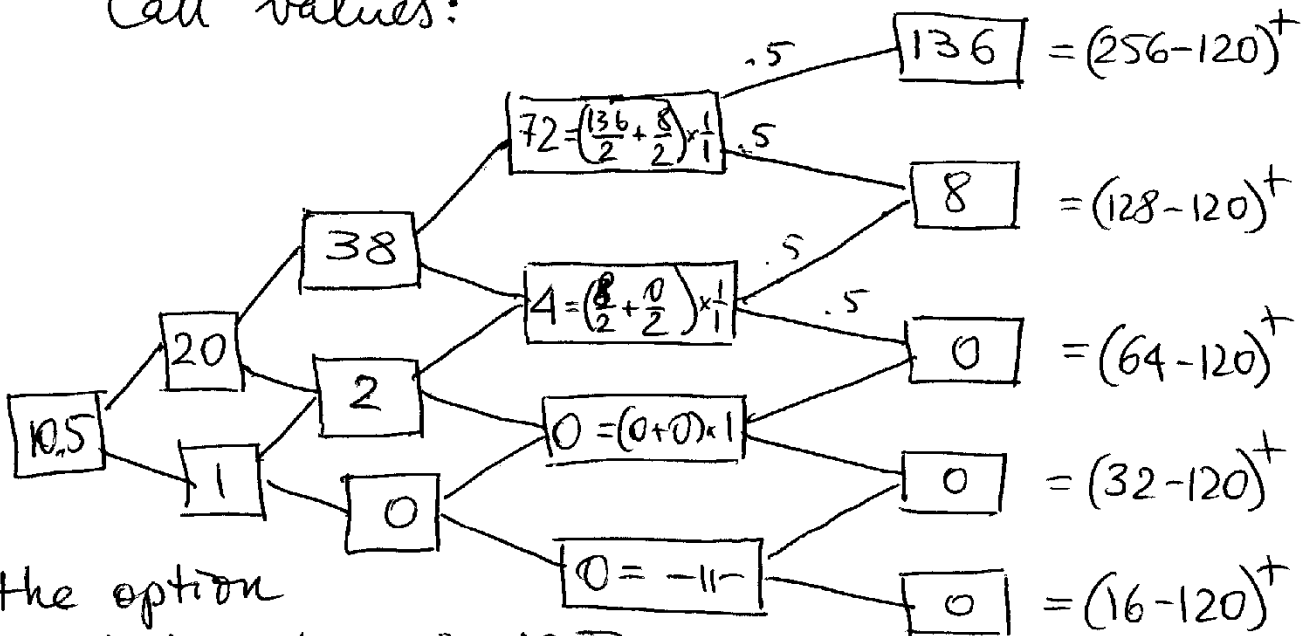 Call values:
.5
136 = (256-120)⁺
72=(136/2 + 8/2)×1/1
.5
8 = (128-120)⁺
38
.5
4=(8/2 + 0/2)×1/1
.5
20
0 = (64-120)⁺
2
10.5
0 =(0+0)×1
1
0 = (32-120)⁺
0
0 = -11-
the option
0 = (16-120)⁺